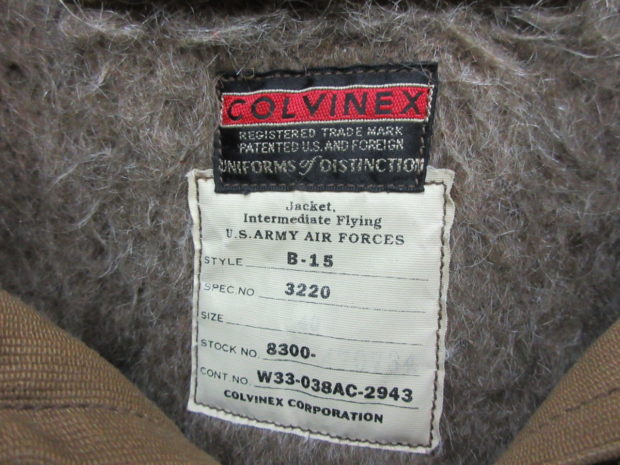 COLVINEX
REGISTERED TRADE MARK
PATENTED U.S. AND FOREIGN
UNIFORMS of DISTINCTION
Jacket,
Intermediate Flying
U.S. ARMY AIR FORCES
STYLE B-15
SPEC. NO 3220
SIZE
STOCK NO. 8300-
CONT. NO. W33-038AC-2943
COLVINEX CORPORATION